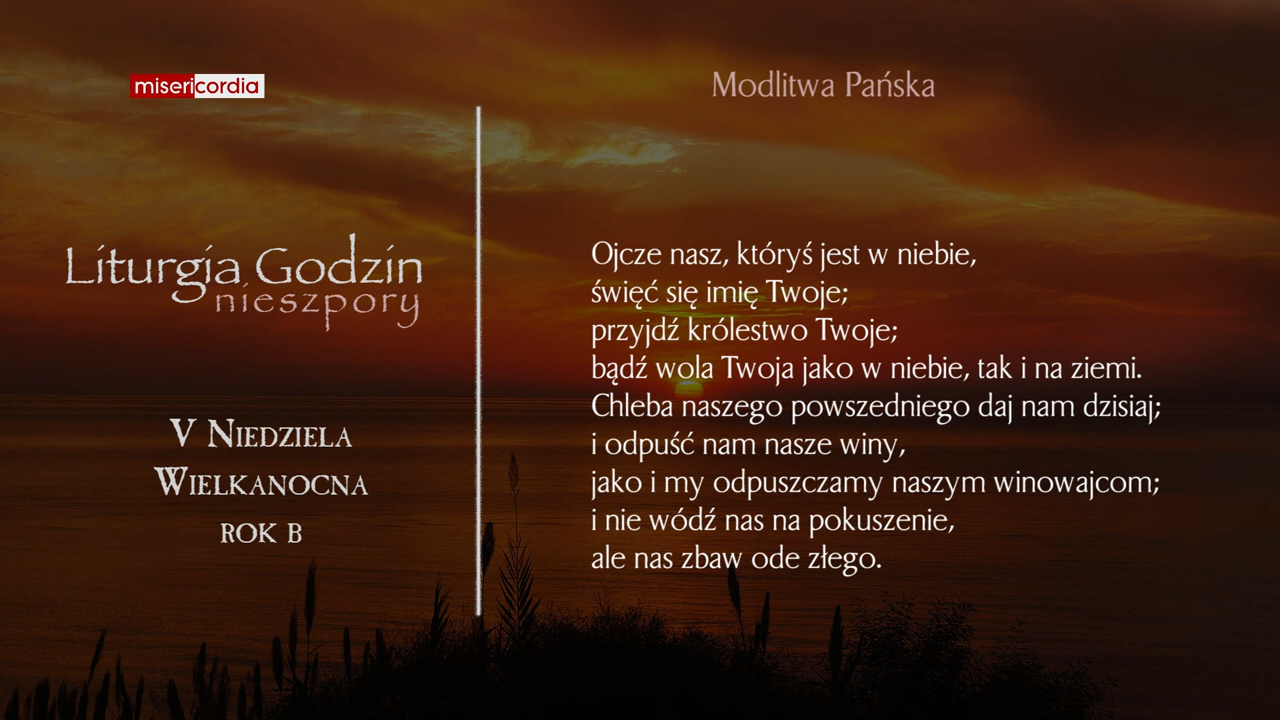 misericordia
Liturgia Godzin
nieszpory
V Niedziela
Wielkanocna
rok B
Modlitwa Pańska
Ojcze nasz, któryś jest w niebie,
święć się imię Twoje;
przyjdź królestwo Twoje;
bądź wola Twoja jako w niebie, tak i na ziemi.
Chleba naszego powszedniego daj nam dzisiaj;
i odpuść nam nasze winy,
jako i my odpuszczamy naszym winowajcom;
i nie wódź nas na pokuszenie,
ale nas zbaw ode złego.